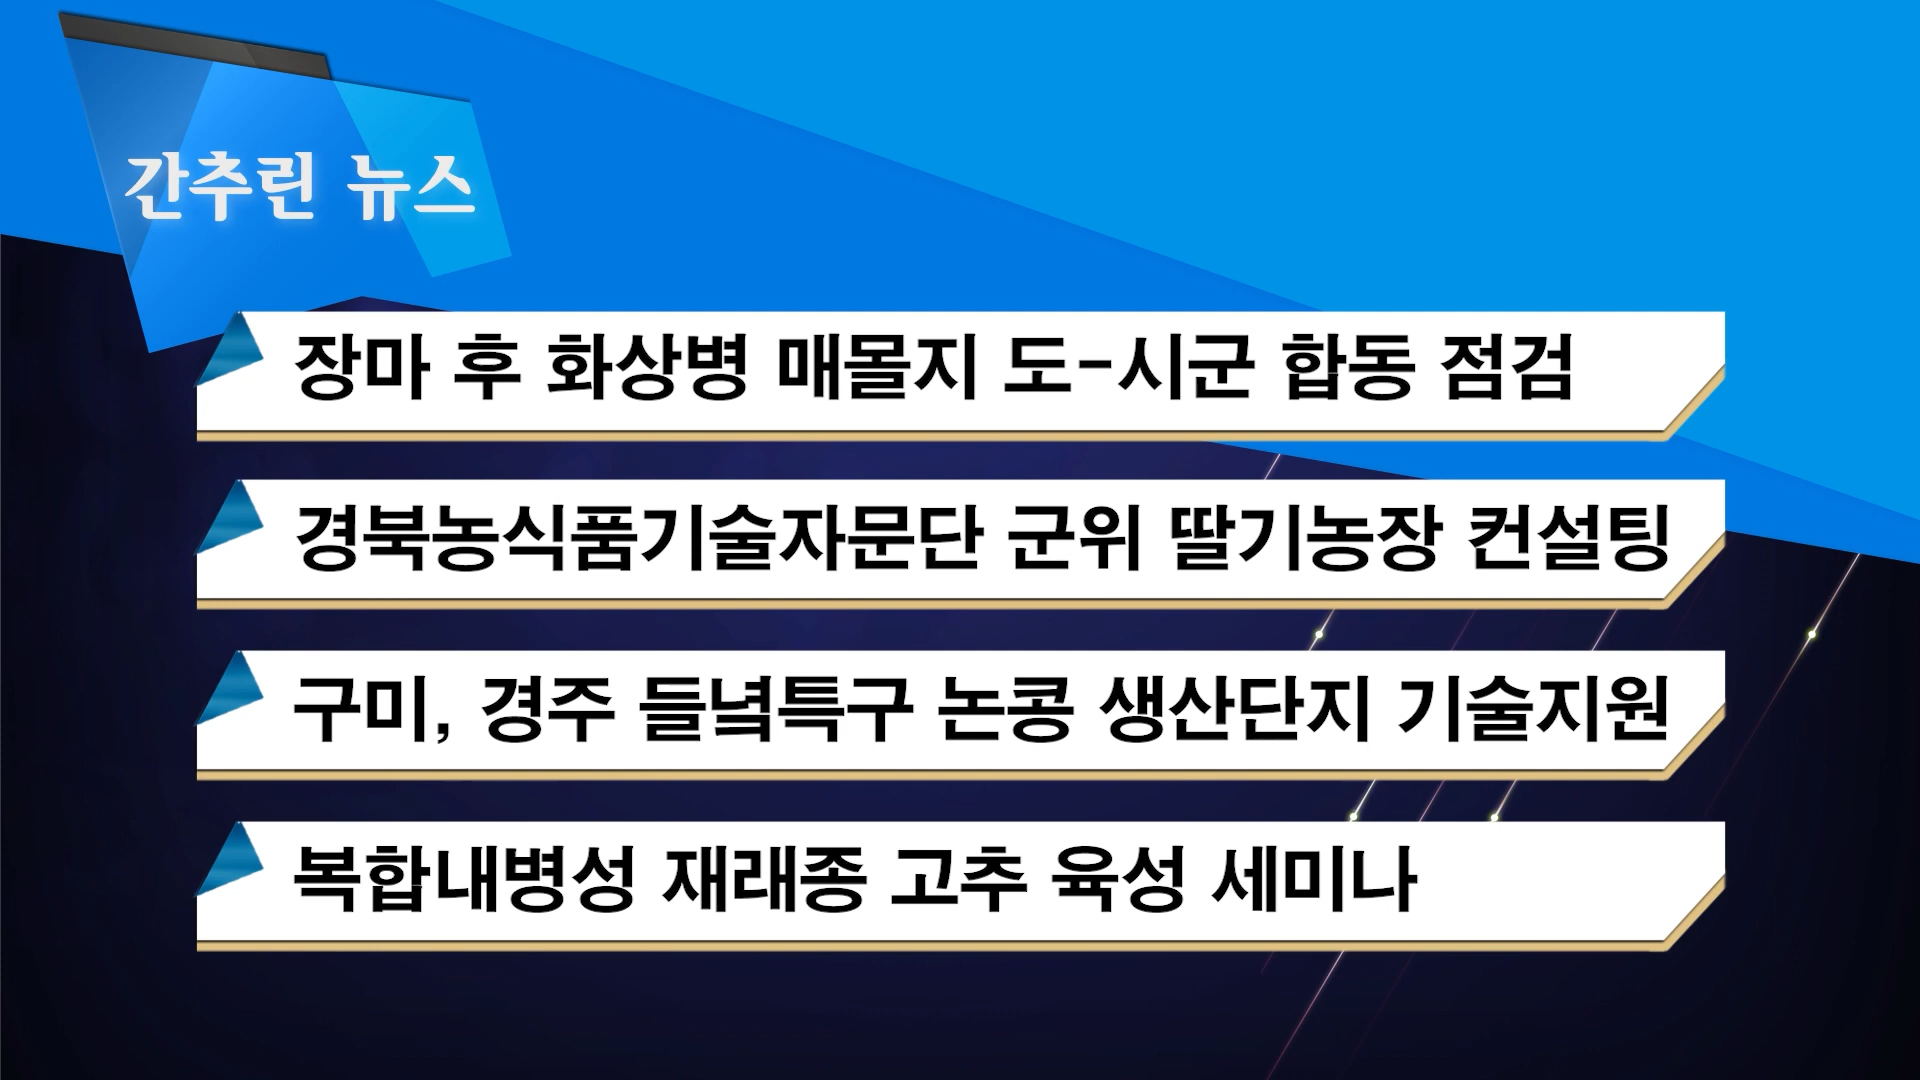 간추린 뉴스
장마 후 화상병 매몰지 도-시군 합동 점검
경북농식품기술자문단 군위 딸기농장 컨설팅
구미, 경주 들녘특구 논콩 생산단지 기술지원
복합내병성 재래종 고추 육성 세미나